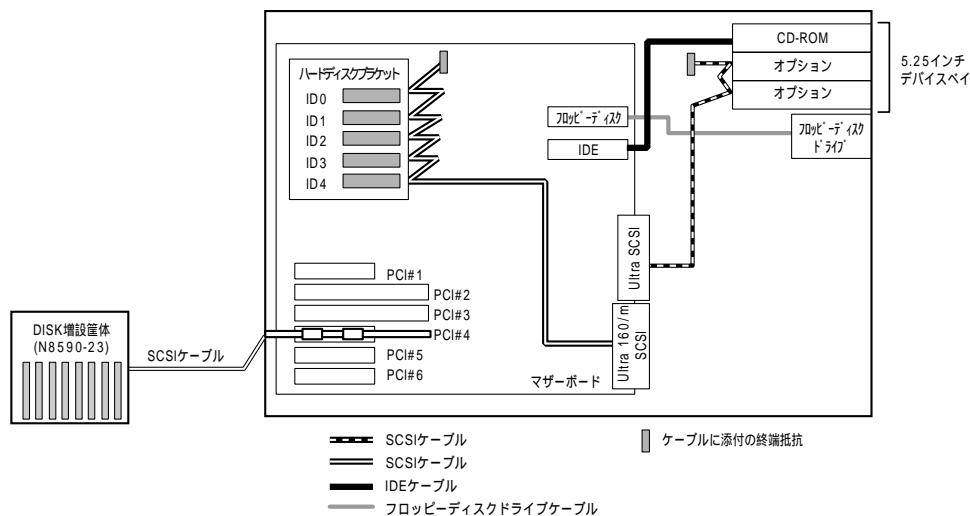 CD-ROM
オプション
オプション
5.25インチ
デバイスベイ
ハードディスクブラケット
ID0
ID1
ID2
ID3
ID4
フロッピーディスク
IDE
フロッピーディスク
ドライブ
Ultra SCSI
Ultra 160/m
SCSI
PCI#1
PCI#2
PCI#3
PCI#4
PCI#5
PCI#6
マザーボード
DISK増設筐体
(N8590-23)
SCSIケーブル
SCSIケーブル
SCSIケーブル
IDEケーブル
フロッピーディスクドライブケーブル
ケーブルに添付の終端抵抗